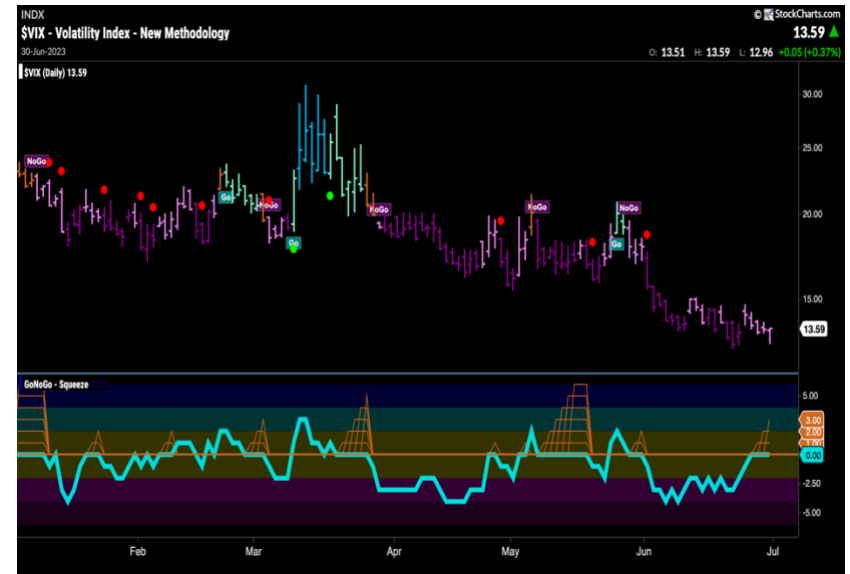 INDX
© StockCharts.com
$VIX - Volatility Index - New Methodology
13.59
30-Jun-2023
O: 13.51 H: 13.59 L: 12.96 +0.05 (+0.37%)
$VIX (Daily) 13.59
30.00
25.00
NoGo
Go
NoGo
NoGo
NoGo
NoGo
20.00
Go
Go
15.00
13.59
GoNoGo - Squeeze
5.00
3.00
2.00
1.00
0.00
-2.50
-5.00
Feb Mar Apr May Jun Jul